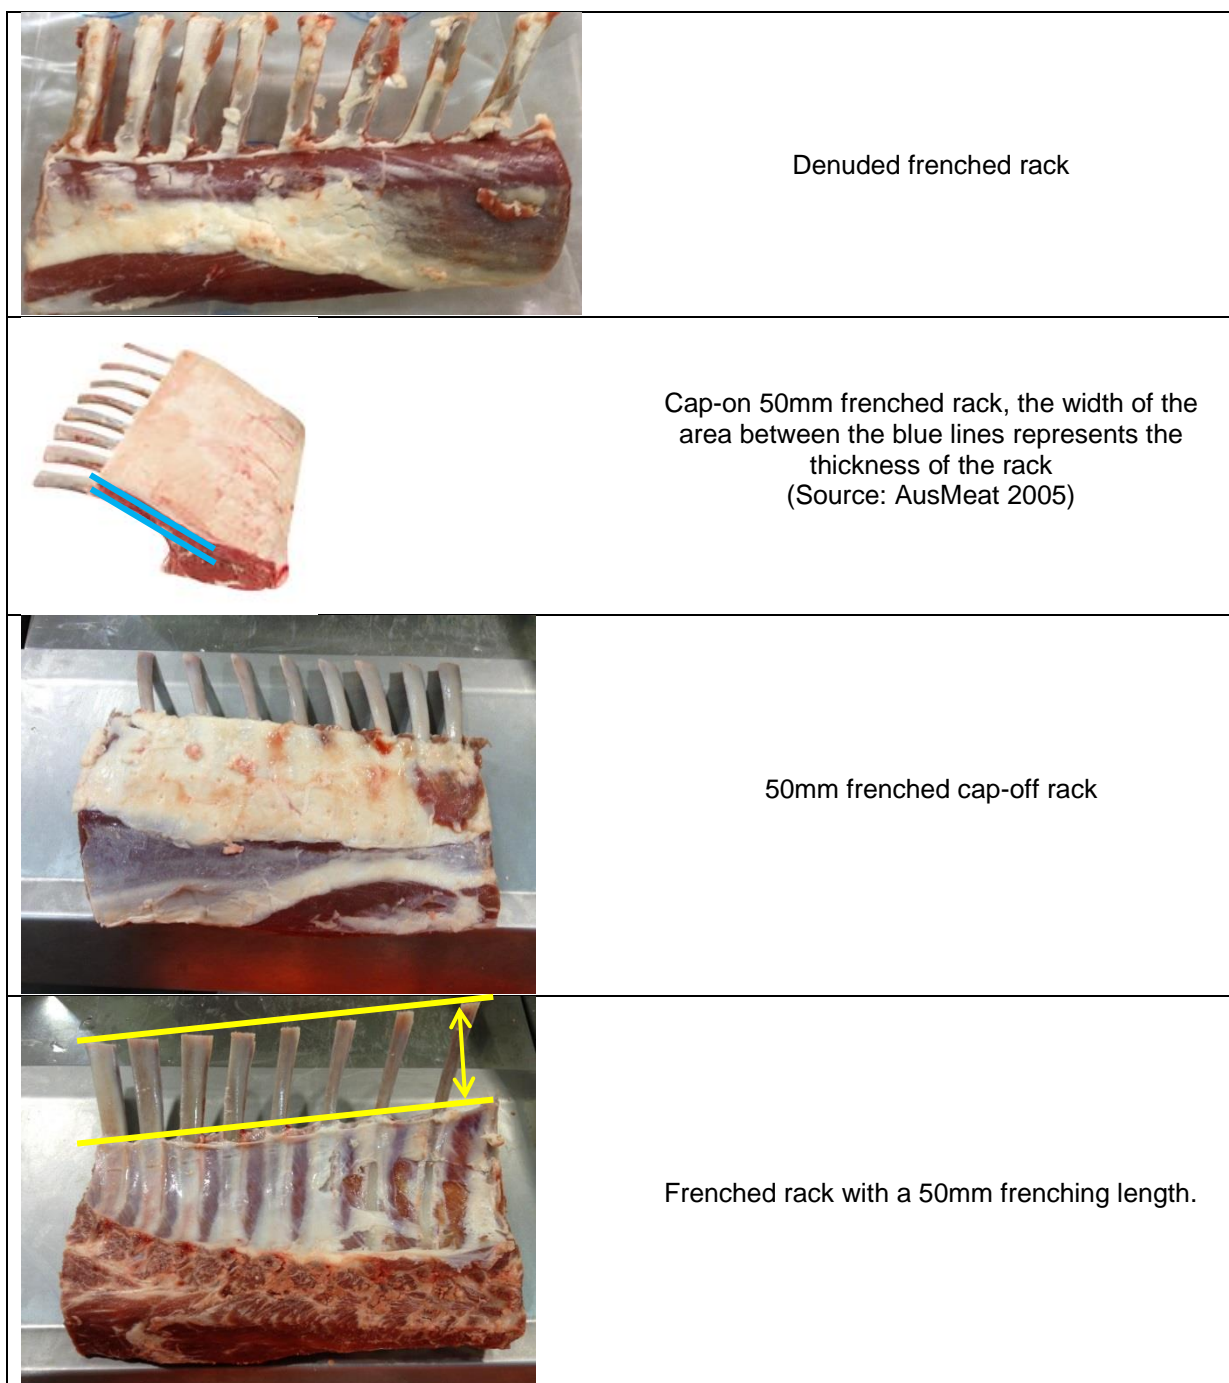 Denuded frenched rack
Cap-on 50mm frenched rack, the width of the
area between the blue lines represents the
thickness of the rack
(Source: AusMeat 2005)
50mm frenched cap-off rack
Frenched rack with a 50mm frenching length.